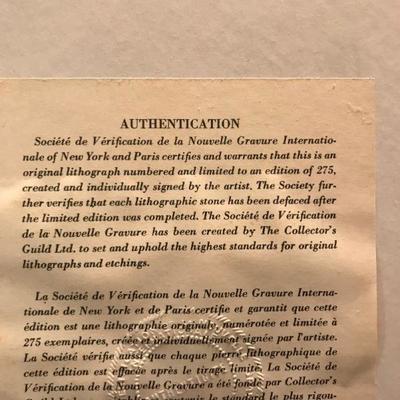 AUTHENTICATION
Société de Vérification de la Nouvelle Gravure Internatio-
nale of New York and Paris certifies and warrants that this is an
original lithograph numbered and limited to an edition of 275,
created and individually signed by the artist. The Society fur-
ther verifies that each lithographic stone has been defaced after
the limited edition was completed. The Société de Vérification
de la Nouvelle Gravure has been created by The Collector's
Guild Ltd. to set and uphold the highest standards for original
lithographs and etchings.
La Société de Vérification de la Nouvelle Gravure Interna-
tionale de New York et de Paris certifie et garantit que cette
édition est une lithographie originale, numérotée et limitée à
275 exemplaires, créée et individuellement signée par l'artiste.
La Société vérifie aussi que chaque pierre lithographique de
cette édition est effacée après le tirage limité. La Société de
Vérification de la Nouvelle Gravure a été fondé par Collector's